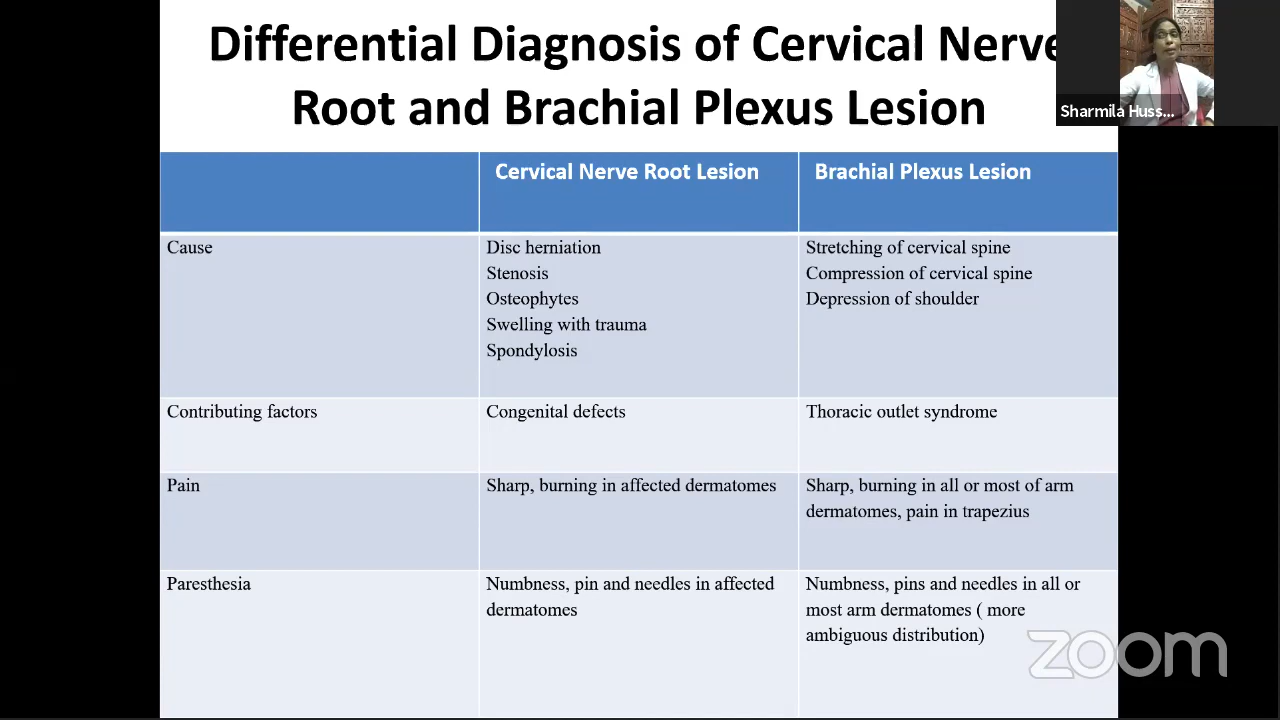 Differential Diagnosis of Cervical Nerve
Root and Brachial Plexus Lesion
Sharmila Huss...
Cervical Nerve Root Lesion
Brachial Plexus Lesion
Cause
Disc herniation
Stenosis
Osteophytes
Swelling with trauma
Spondylosis
Stretching of cervical spine
Compression of cervical spine
Depression of shoulder
Contributing factors
Congenital defects
Thoracic outlet syndrome
Pain
Sharp, burning in affected dermatomes
Sharp, burning in all or most of arm
dermatomes, pain in trapezius
Paresthesia
Numbness, pin and needles in affected
dermatomes
Numbness, pins and needles in all or
most arm dermatomes ( more
ambiguous distribution)
zoom